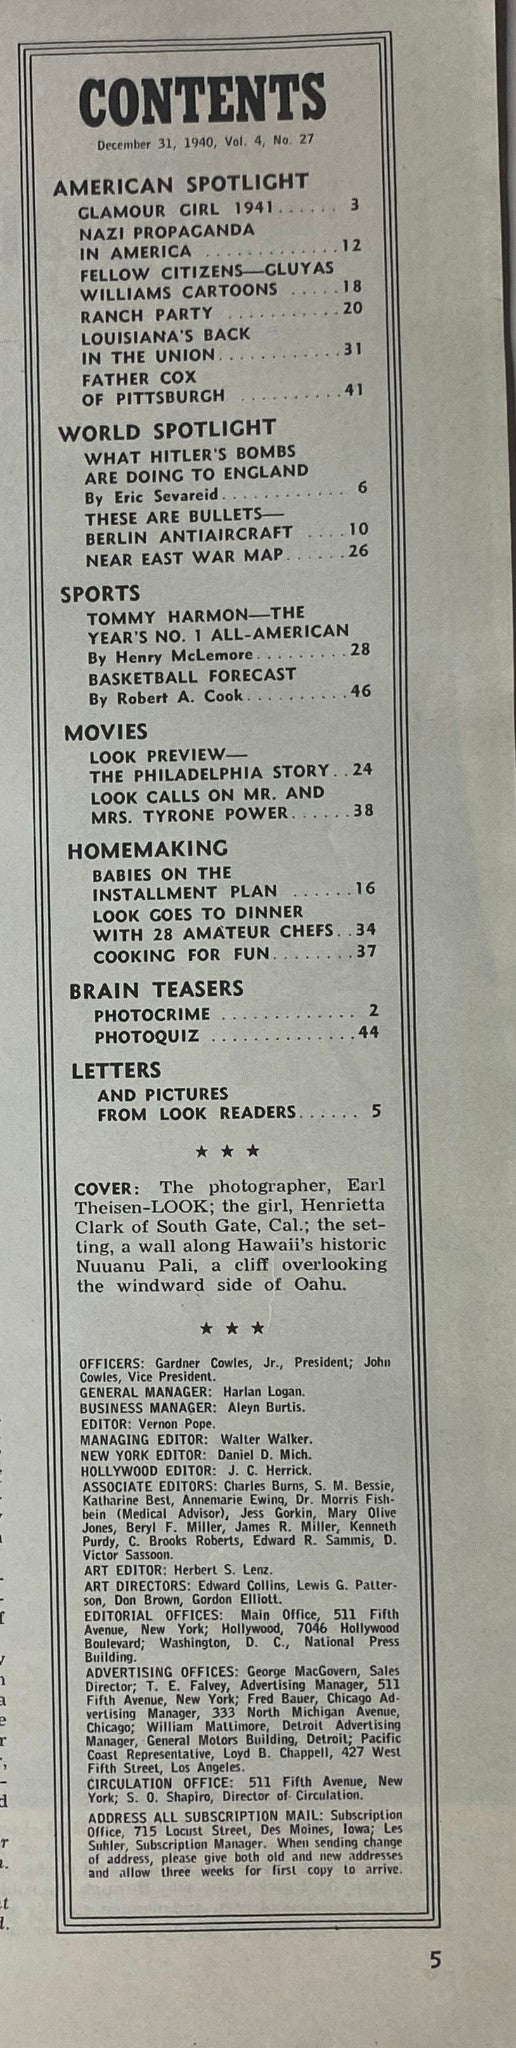 CONTENTS
December 31, 1940, Vol. 4, No. 27
AMERICAN SPOTLIGHT
GLAMOUR GIRL 1941...... 3
NAZI PROPAGANDA
IN AMERICA .............12
FELLOW CITIZENS—GLUYAS
WILLIAMS CARTOONS .....18
RANCH PARTY ...........20
LOUISIANA'S BACK
IN THE UNION............31
FATHER COX
OF PITTSBURGH ..........41
WORLD SPOTLIGHT
WHAT HITLER'S BOMBS
ARE DOING TO ENGLAND
By Eric Sevareid............ 6
THESE ARE BULLETS—
BERLIN ANTIAIRCRAFT ....10
NEAR EAST WAR MAP......26
SPORTS
TOMMY HARMON—THE
YEAR'S NO. 1 ALL-AMERICAN
By Henry McLemore.........28
BASKETBALL FORECAST
By Robert A. Cook..........46
MOVIES
LOOK PREVIEW—
THE PHILADELPHIA STORY..24
LOOK CALLS ON MR. AND
MRS. TYRONE POWER......38
HOMEMAKING
BABIES ON THE
INSTALLMENT PLAN ......16
LOOK GOES TO DINNER
WITH 28 AMATEUR CHEFS..34
COOKING FOR FUN........37
BRAIN TEASERS
PHOTOCRIME ............. 2
PHOTOQUIZ ..............44
LETTERS
AND PICTURES
FROM LOOK READERS...... 5
★ ★ ★
COVER: The photographer, Earl
Theisen-LOOK; the girl, Henrietta
Clark of South Gate, Cal.; the set-
ting, a wall along Hawaii's historic
Nuuanu Pali, a cliff overlooking
the windward side of Oahu.
★ ★ ★
OFFICERS: Gardner Cowles, Jr., President; John
Cowles, Vice President.
GENERAL MANAGER: Harlan Logan.
BUSINESS MANAGER: Aleyn Burtis.
EDITOR: Vernon Pope.
MANAGING EDITOR: Walter Walker.
NEW YORK EDITOR: Daniel D. Mich.
HOLLYWOOD EDITOR: J. C. Herrick.
ASSOCIATE EDITORS: Charles Burns, S. M. Bessie,
Katharine Best, Annemarie Ewing, Dr. Morris Fish-
bein (Medical Advisor), Jess Gorkin, Mary Olive
Jones, Beryl F. Miller, James R. Miller, Kenneth
Purdy, C. Brooks Roberts, Edward R. Sammis, D.
Victor Sassoon.
ART EDITOR: Herbert S. Lenz.
ART DIRECTORS: Edward Collins, Lewis G. Patter-
son, Don Brown, Gordon Elliott.
EDITORIAL OFFICES: Main Office, 511 Fifth
Avenue, New York; Hollywood, 7046 Hollywood
Boulevard; Washington, D. C., National Press
Building.
ADVERTISING OFFICES: George MacGovern, Sales
Director; T. E. Falvey, Advertising Manager, 511
Fifth Avenue, New York; Fred Bauer, Chicago Ad-
vertising Manager, 333 North Michigan Avenue,
Chicago; William Mattimore, Detroit Advertising
Manager, General Motors Building, Detroit; Pacific
Coast Representative, Loyd B. Chappell, 427 West
Fifth Street, Los Angeles.
CIRCULATION OFFICE: 511 Fifth Avenue, New
York; S. O. Shapiro, Director of Circulation.
ADDRESS ALL SUBSCRIPTION MAIL: Subscription
Office, 715 Locust Street, Des Moines, Iowa; Les
Suhler, Subscription Manager. When sending change
of address, please give both old and new addresses
and allow three weeks for first copy to arrive.
5